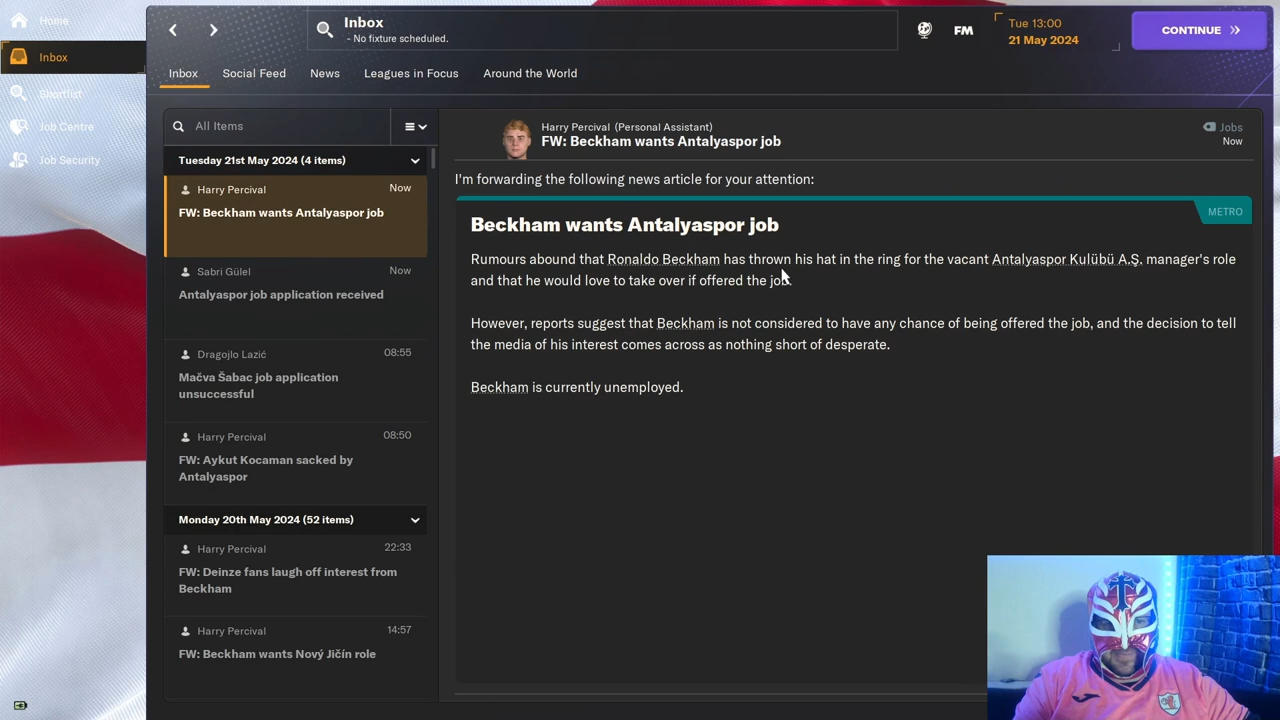 Home
Inbox
Shortlist
Job Centre
Job Security
Inbox
- No fixture scheduled.
FM
Tue 13:00
21 May 2024
CONTINUE
Inbox
Social Feed
News
Leagues in Focus
Around the World
All Items
Tuesday 21st May 2024 (4 items)
Harry Percival
Now
FW: Beckham wants Antalyaspor job
Sabri Gülel
Now
Antalyaspor job application received
Dragojlo Lazić
08:55
Mačva Šabac job application
unsuccessful
Harry Percival
08:50
FW: Aykut Kocaman sacked by
Antalyaspor
Monday 20th May 2024 (52 items)
Harry Percival
22:33
FW: Deinze fans laugh off interest from
Beckham
Harry Percival
14:57
FW: Beckham wants Nový Jičín role
Harry Percival (Personal Assistant)
FW: Beckham wants Antalyaspor job
Jobs
Now
I'm forwarding the following news article for your attention:
METRO
Beckham wants Antalyaspor job
Rumours abound that Ronaldo Beckham has thrown his hat in the ring for the vacant Antalyaspor Kulübü A.Ş. manager's role
and that he would love to take over if offered the job.
However, reports suggest that Beckham is not considered to have any chance of being offered the job, and the decision to tell
the media of his interest comes across as nothing short of desperate.
Beckham is currently unemployed.